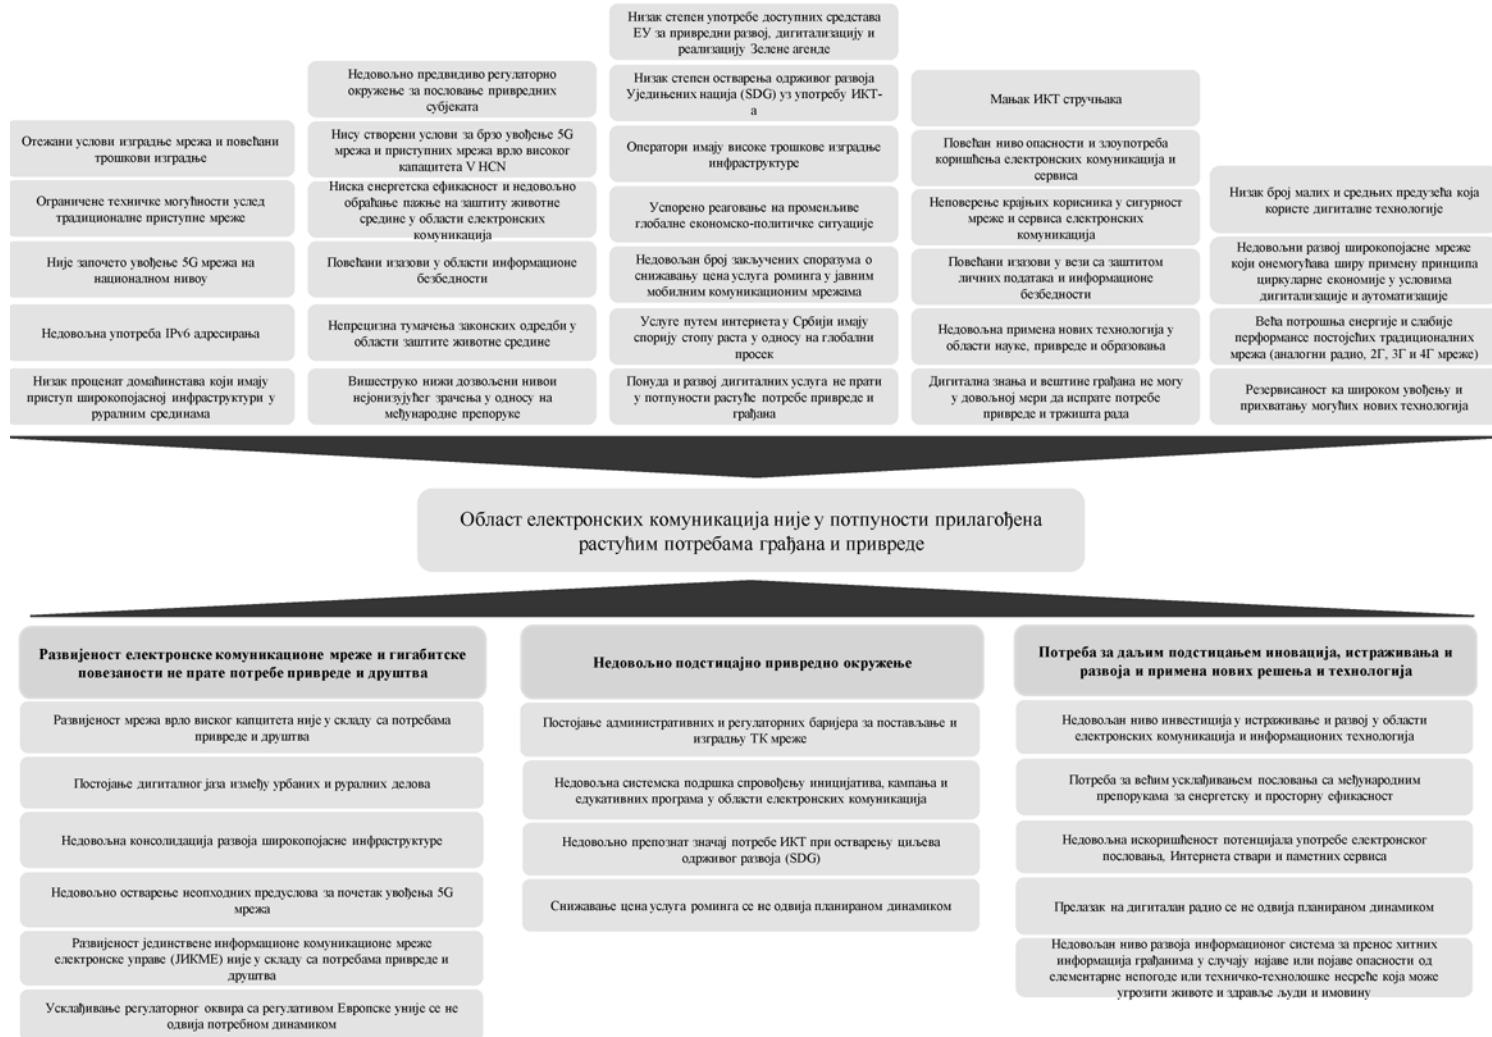 Отежани услови изградње мрежа и повећани
трошкови изградње
Ограничене техничке могућности услед
традиционалне приступне мреже
Није започето увођење 5G мрежа на
националном нивоу
Недовољна употреба IPv6 адресирања
Низак проценат домаћинстава који имају
приступ широкопојасној инфраструктури у
руралним срединама
Недовољно предвидиво регулаторно
окружење за пословање привредних
субјеката
Нису створени услови за брзо увођење 5G
мрежа и приступних мрежа врло високог
капацитета V HCN
Ниска енергетска ефикасност и недовољно
обраћање пажње на заштиту животне
средине у области електронских
комуникација
Повећани изазови у области информационе
безбедности
Непрецизна тумачења законских одредби у
области заштите животне средине
Вишеструко нижи дозвољени нивои
нејонизујућег зрачења у односу на
међународне препоруке
Низак степен употребе доступних средстава
ЕУ за привредни развој, дигитализацију и
реализацију Зелене агенде
Низак степен остварења одрживог развоја
Уједињених нација (SDG) уз употребу ИКТ-
а
Оператори имају високе трошкове изградње
инфраструктуре
Успорено реаговање на променљиве
глобалне економско-политичке ситуације
Недовољан број закључених споразума о
снижавању цена услуга роминга у јавним
мобилним комуникационим мрежама
Услуге путем интернета у Србији имају
спорију стопу раста у односу на глобални
просек
Понуда и развој дигиталних услуга не прати
у потпуности растуће потребе привреде и
грађана
Мањак ИКТ стручњака
Повећан ниво опасности и злоупотреба
коришћења електронских комуникација и
сервиса
Неповерење крајњих корисника у сигурност
мреже и сервиса електронских
комуникација
Повећани изазови у вези са заштитом
личних података и информационе
безбедности
Недовољна примена нових технологија у
области науке, привреде и образовања
Дигитална знања и вештине грађана не могу
у довољној мери да испрате потребе
привреде и тржишта рада
Низак број малих и средњих предузећа која
користе дигиталне технологије
Недовољни развој широкопојасне мреже
који онемогућава ширу примену принципа
циркуларне економије у условима
дигитализације и аутоматизације
Већа потрошња енергије и слабије
перформансе постојећих традиционалних
мрежа (аналогни радио, 2Г, 3Г и 4Г мреже)
Резервисаност ка широком увођењу и
прихватању могућих нових технологија
Област електронских комуникација није у потпуности прилагођена
растућим потребама грађана и привреде
Развијеност електронске комуникационе мреже и гигабитске
повезаности не прате потребе привреде и друштва
Развијеност мрежа врло виског капцитета није у складу са потребама
привреде и друштва
Постојање дигиталног јаза између урбаних и руралних делова
Недовољна консолидација развоја широкопојасне инфраструктуре
Недовољно остварење неопходних предуслова за почетак увођења 5G
мрежа
Развијеност јединствене информационе комуникационе мреже
електронске управе (ЈИКМЕ) није у складу са потребама привреде и
друштва
Усклађивање регулаторног оквира са регулативом Европске уније се не
одвија потребном динамиком
Недовољно подстицајно привредно окружење
Постојање административних и регулаторних баријера за постављање и
изградњу ТК мреже
Недовољна системска подршка спровођењу иницијатива, кампања и
едукативних програма у области електронских комуникација
Недовољно препознат значај потребе ИКТ при остварењу циљева
одрживог развоја (SDG)
Снижавање цена услуга роминга се не одвија планираном динамиком
Потреба за даљим подстицањем иновација, истраживања и
развоја и примена нових решења и технологија
Недовољан ниво инвестиција у истраживање и развој у области
електронских комуникација и информационих технологија
Потреба за већим усклађивањем пословања са међународним
препорукама за енергетску и просторну ефикасност
Недовољна искоришћеност потенцијала употребе електронског
пословања, Интернета ствари и паметних сервиса
Прелазак на дигиталан радио се не одвија планираном динамиком
Недовољан ниво развоја информационог система за пренос хитних
информација грађанима у случају најаве или појаве опасности од
елементарне непогоде или техничко-технолошке несреће која може
угрозити животе и здравље људи и имовину